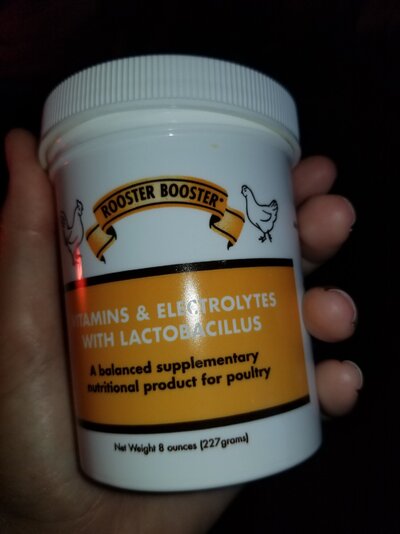 ROOSTER BOOSTER®
VITAMINS & ELECTROLYTES
WITH LACTOBACILLUS
A balanced supplementary
nutritional product for poultry
Net Weight 8 ounces (227grams)